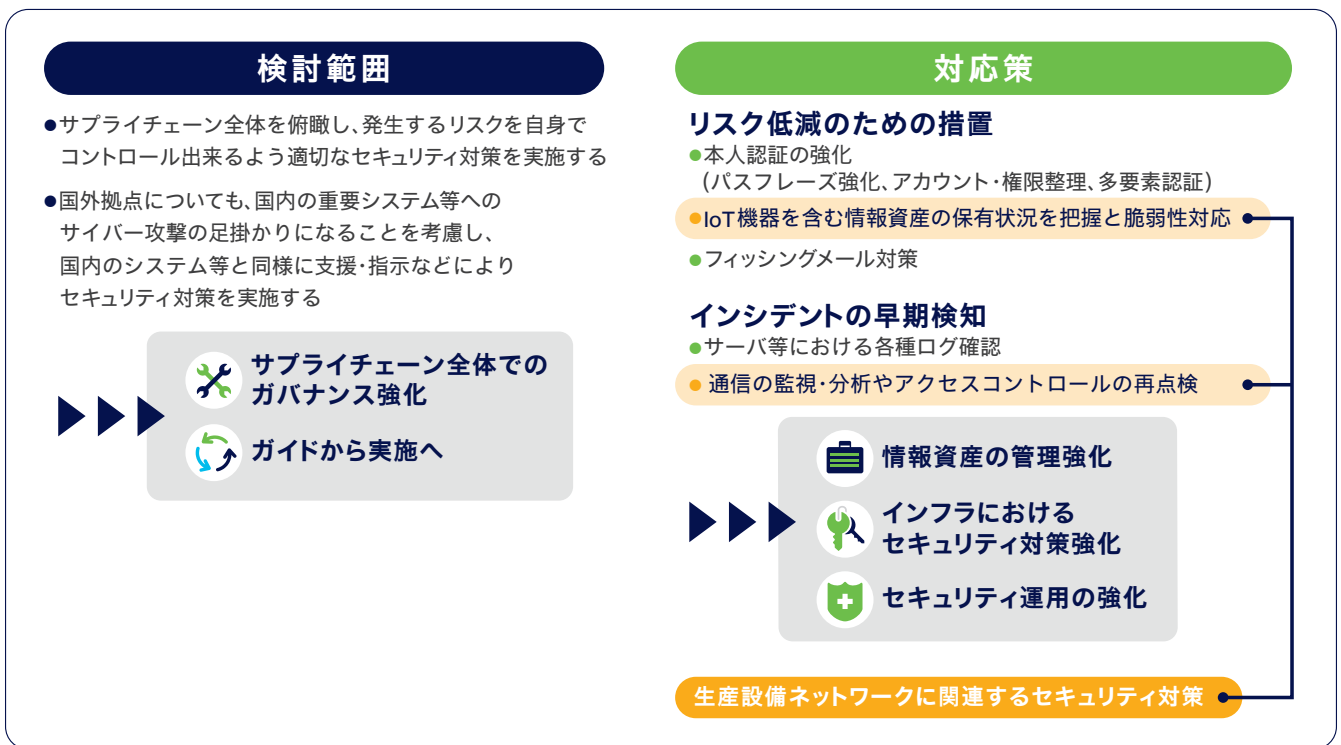 検討範囲
●サプライチェーン全体を俯瞰し、発生するリスクを自身で
コントロール出来るよう適切なセキュリティ対策を実施する
●国外拠点についても、国内の重要システム等への
サイバー攻撃の足掛かりになることを考慮し、
国内のシステム等と同様に支援・指示などにより
セキュリティ対策を実施する
サプライチェーン全体での
ガバナンス強化
ガイドから実施へ
対応策
リスク低減のための措置
●本人認証の強化
(パスフレーズ強化、アカウント・権限整理、多要素認証)
●IoT機器を含む情報資産の保有状況を把握と脆弱性対応
●フィッシングメール対策
インシデントの早期検知
●サーバ等における各種ログ確認
●通信の監視・分析やアクセスコントロールの再点検
情報資産の管理強化
インフラにおける
セキュリティ対策強化
セキュリティ運用の強化
生産設備ネットワークに関連するセキュリティ対策